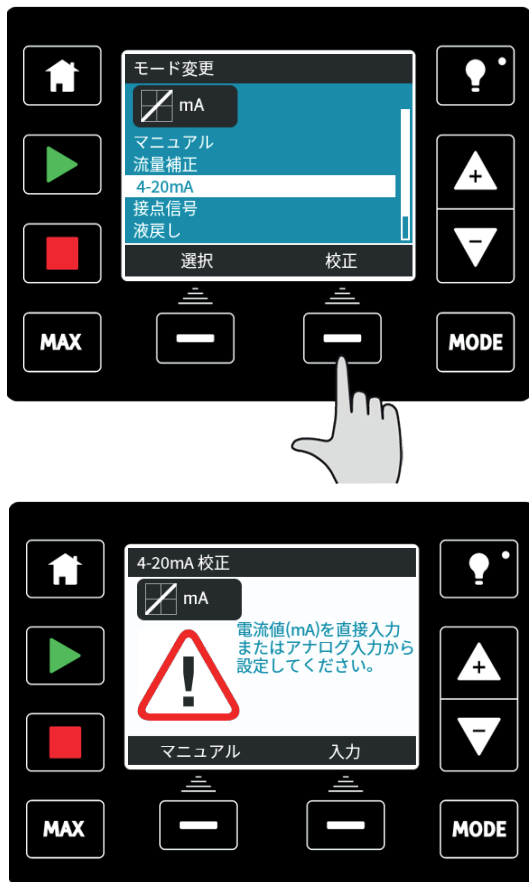 モード変更
mA
マニュアル
流量補正
4-20mA
接点信号
液戻し
選択 校正
MAX
MODE
4-20mA 校正
mA
電流値(mA)を直接入力
またはアナログ入力から
設定してください。
マニュアル 入力
MAX
MODE